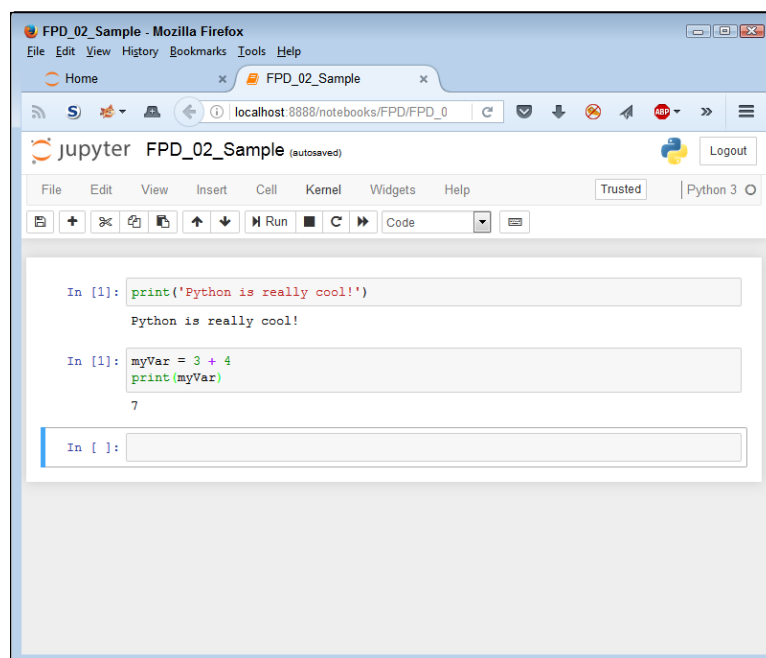 FPD_02_Sample - Mozilla Firefox
File Edit View History Bookmarks Tools Help
Home × FPD_02_Sample ×
S ABP localhost:8888/notebooks/FPD/FPD_0
jupyter FPD_02_Sample (autosaved) Logout
File Edit View Insert Cell Kernel Widgets Help Trusted Python 3
Run Code
In [1]: print('Python is really cool!')
Python is really cool!
In [1]: myVar = 3 + 4
print(myVar)
7
In [ ]: